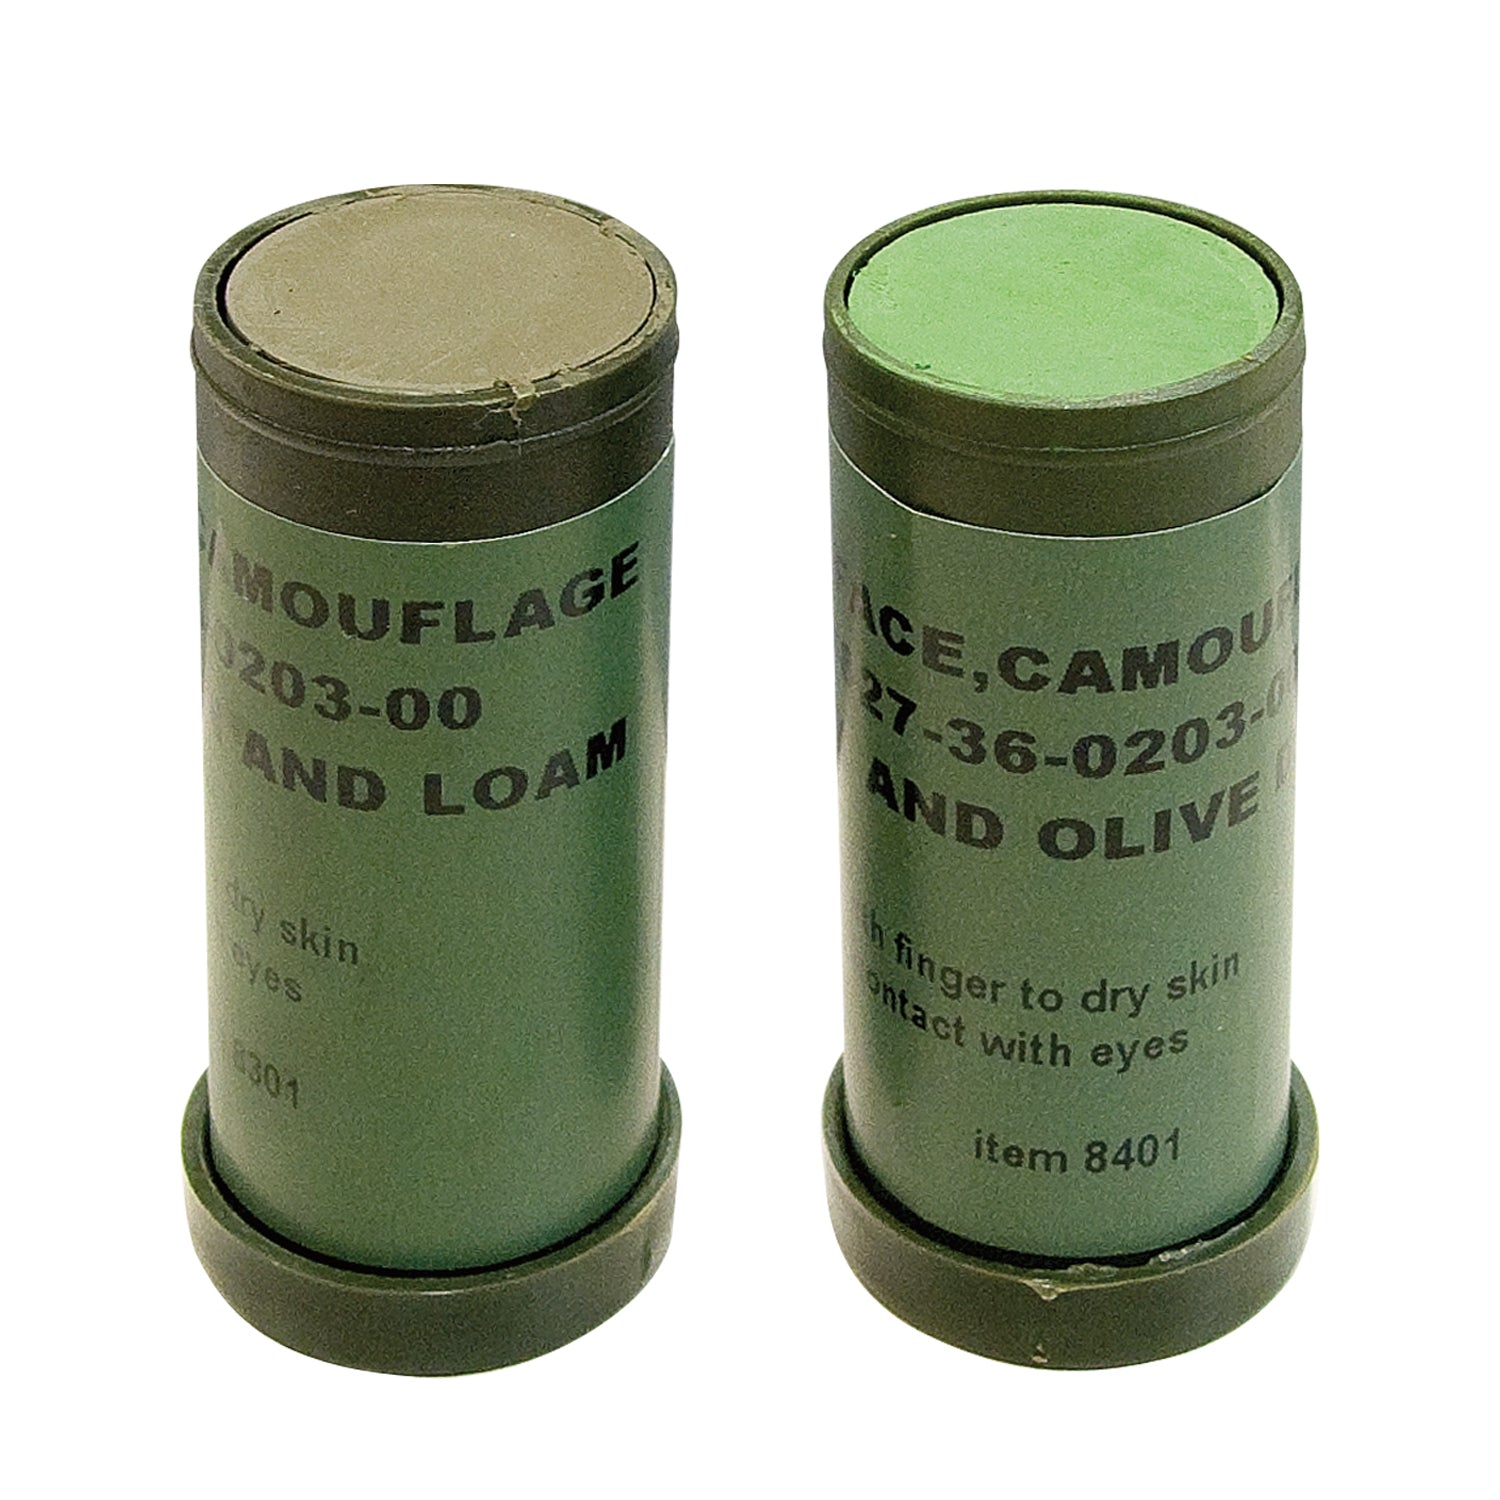 MOUFLAGE
0203-00
AND LOAM
dry skin
eyes
8301
ACE,CAMOUF
27-36-0203-0
AND OLIVE
h finger to dry skin
ontact with eyes
item 8401